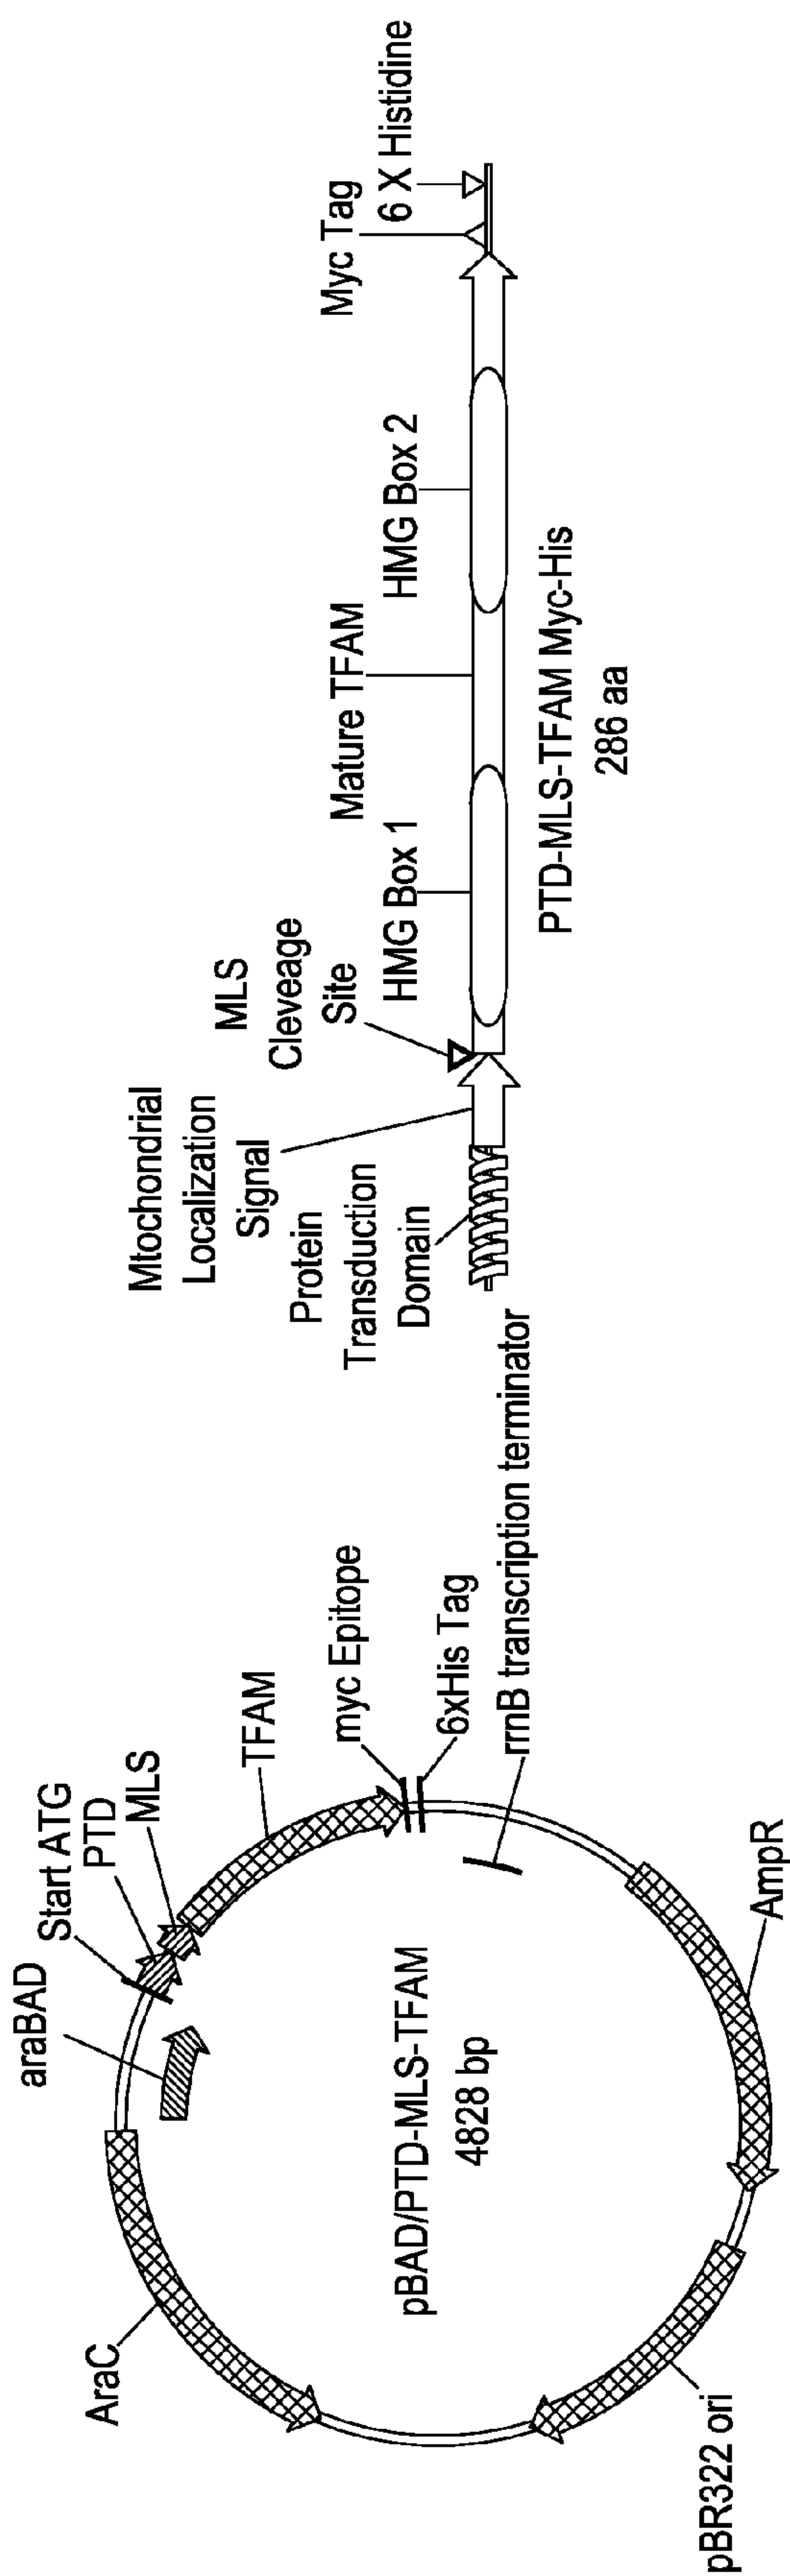 araBAD
Start ATG
PTD
MLS
TFAM
myc Epitope
6xHis Tag
rrnB transcription terminator
AmpR
pBR322 ori
AraC
pBAD/PTD-MLS-TFAM
4828 bp
Mtochondrial
Localization
Signal
Protein
Transduction
Domain
MLS
Cleveage
Site
HMG Box 1
Mature TFAM
HMG Box 2
Myc Tag
6 X Histidine
PTD-MLS-TFAM Myc-His
286 aa